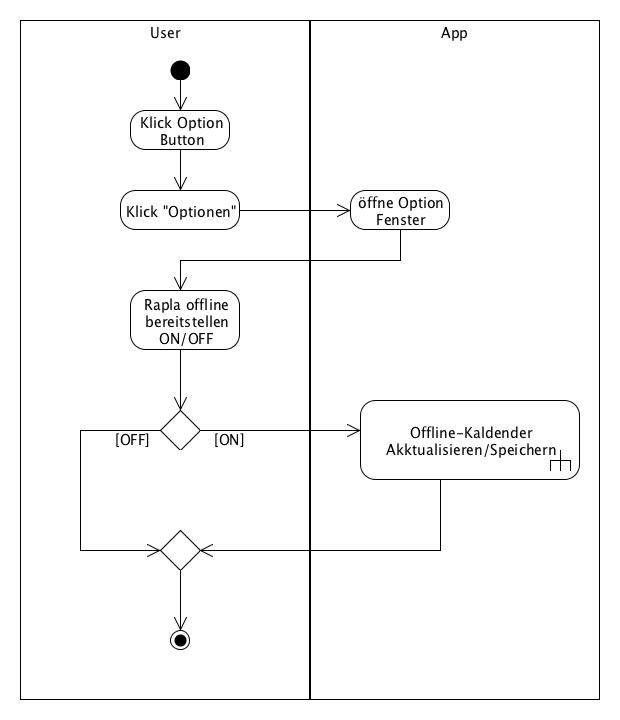 User
App
Klick Option
Button
Klick "Optionen"
öffne Option
Fenster
Rapla offline
bereitstellen
ON/OFF
[OFF]
[ON]
Offline-Kaldender
Akktualisieren/Speichern